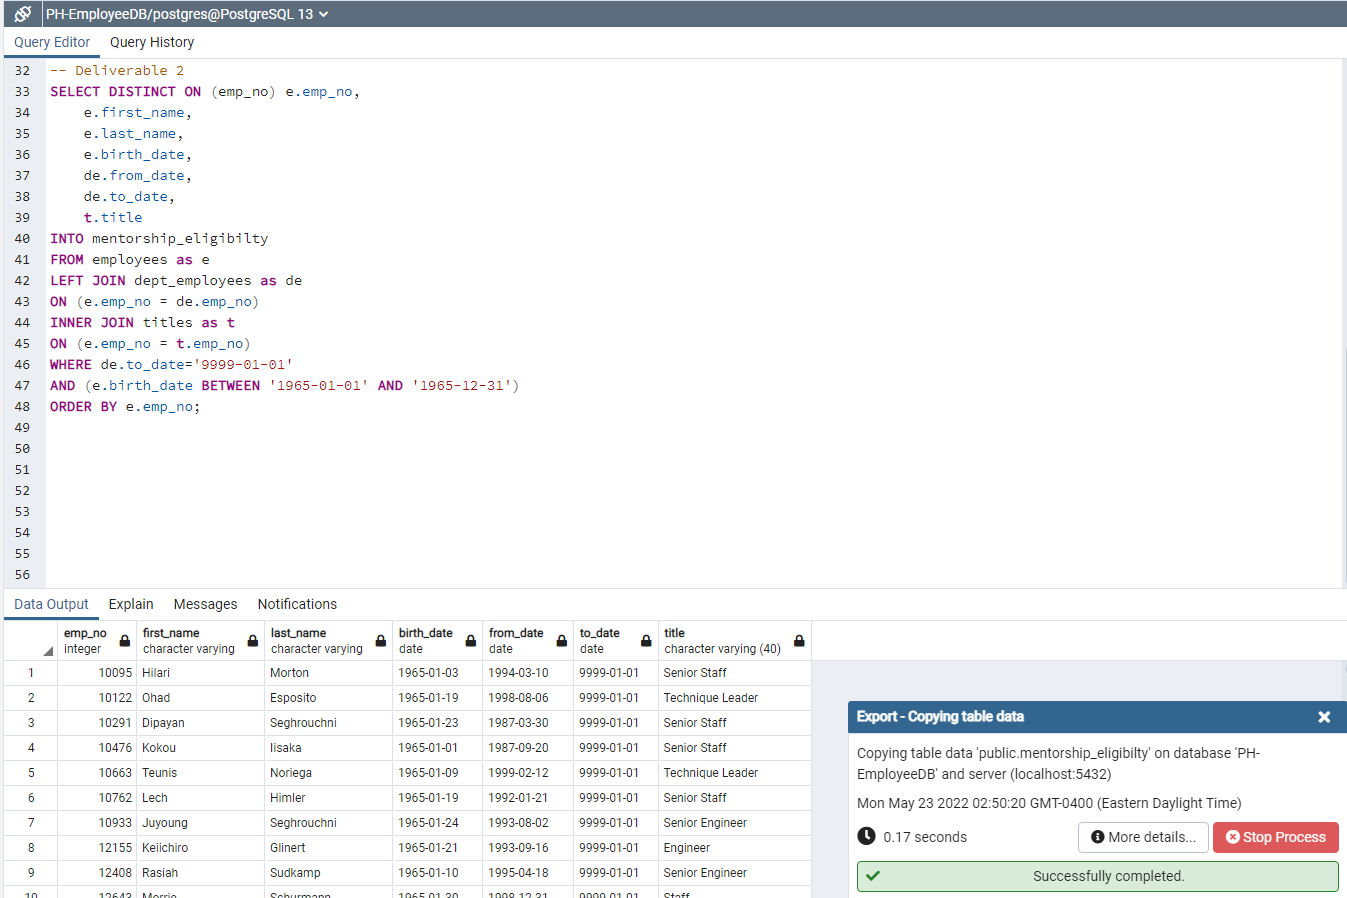 PH-EmployeeDB/postgres@PostgreSQL 13
Query Editor Query History
32 -- Deliverable 2
33 SELECT DISTINCT ON (emp_no) e.emp_no,
34 e.first_name,
35 e.last_name,
36 e.birth_date,
37 de.from_date,
38 de.to_date,
39 t.title
40 INTO mentorship_eligibilty
41 FROM employees as e
42 LEFT JOIN dept_employees as de
43 ON (e.emp_no = de.emp_no)
44 INNER JOIN titles as t
45 ON (e.emp_no = t.emp_no)
46 WHERE de.to_date='9999-01-01'
47 AND (e.birth_date BETWEEN '1965-01-01' AND '1965-12-31')
48 ORDER BY e.emp_no;
49
50
51
52
53
54
55
56
Data Output Explain Messages Notifications
emp_no first_name last_name birth_date from_date to_date title
integer character varying character varying date date date character varying (40)
1 10095 Hilari Morton 1965-01-03 1994-03-10 9999-01-01 Senior Staff
2 10122 Ohad Esposito 1965-01-19 1998-08-06 9999-01-01 Technique Leader
3 10291 Dipayan Seghrouchni 1965-01-23 1987-03-30 9999-01-01 Senior Staff
4 10476 Kokou Iisaka 1965-01-01 1987-09-20 9999-01-01 Senior Staff
5 10663 Teunis Noriega 1965-01-09 1999-02-12 9999-01-01 Technique Leader
6 10762 Lech Himler 1965-01-19 1992-01-21 9999-01-01 Senior Staff
7 10933 Juyoung Seghrouchni 1965-01-24 1993-08-02 9999-01-01 Senior Engineer
8 12155 Keiichiro Glinert 1965-01-21 1993-09-16 9999-01-01 Engineer
9 12408 Rasiah Sudkamp 1965-01-10 1995-04-18 9999-01-01 Senior Engineer
10 12643 Morrie Schurmann 1965-01-30 1998-12-31 9999-01-01 Staff
Export - Copying table data
Copying table data 'public.mentorship_eligibilty' on database 'PH-
EmployeeDB' and server (localhost:5432)
Mon May 23 2022 02:50:20 GMT-0400 (Eastern Daylight Time)
0.17 seconds More details... Stop Process
Successfully completed.